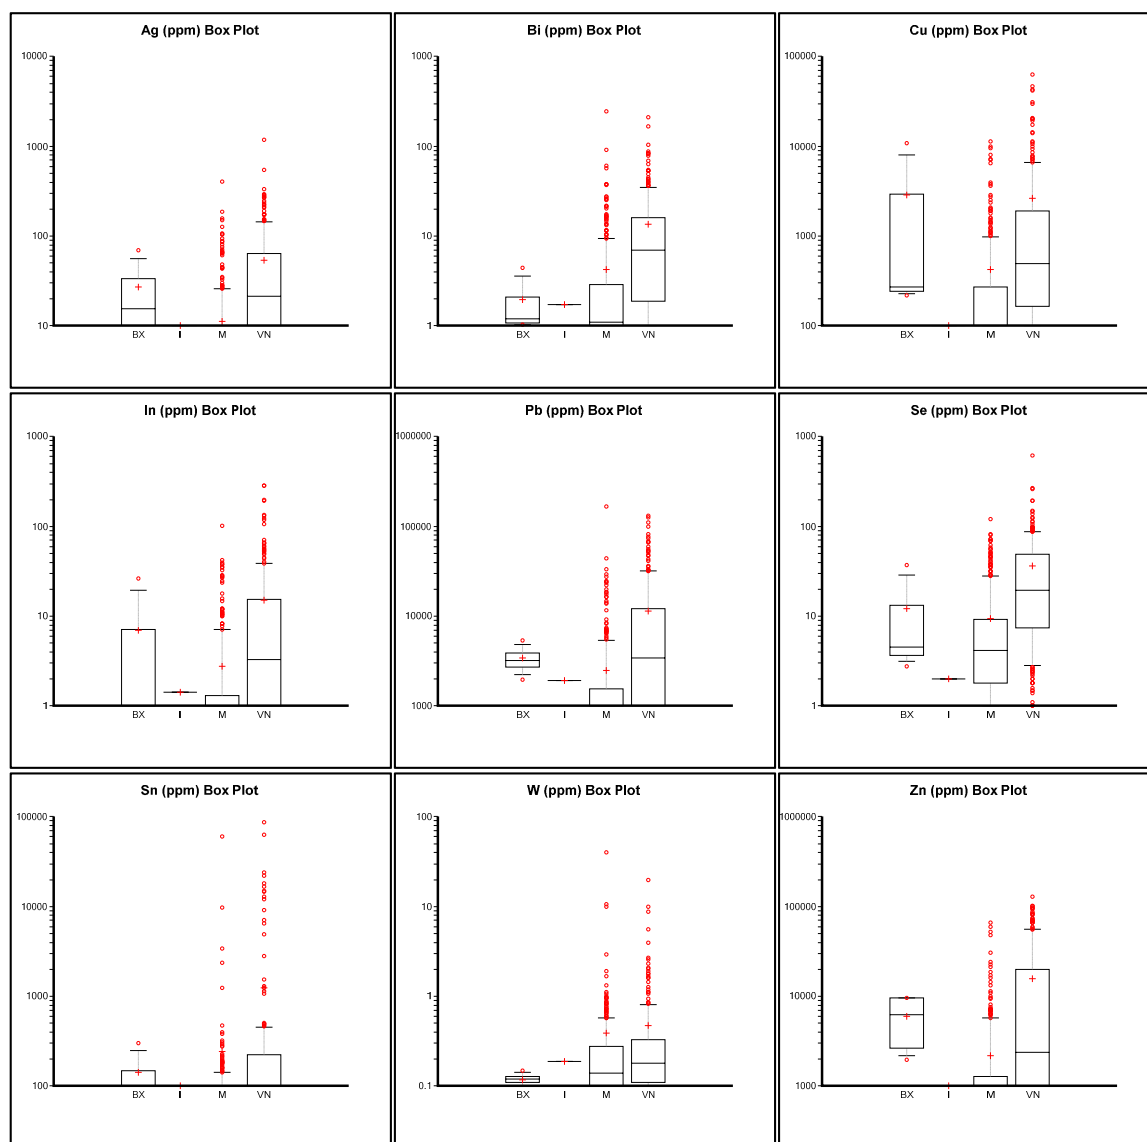 Ag (ppm) Box Plot
10000
1000
100
10
BX I M VN
Bi (ppm) Box Plot
1000
100
10
1
BX I M VN
Cu (ppm) Box Plot
100000
10000
1000
100
BX I M VN
In (ppm) Box Plot
1000
100
10
1
BX I M VN
Pb (ppm) Box Plot
1000000
100000
10000
1000
BX I M VN
Se (ppm) Box Plot
1000
100
10
1
BX I M VN
Sn (ppm) Box Plot
100000
10000
1000
100
BX I M VN
W (ppm) Box Plot
100
10
1
0.1
BX I M VN
Zn (ppm) Box Plot
1000000
100000
10000
1000
BX I M VN